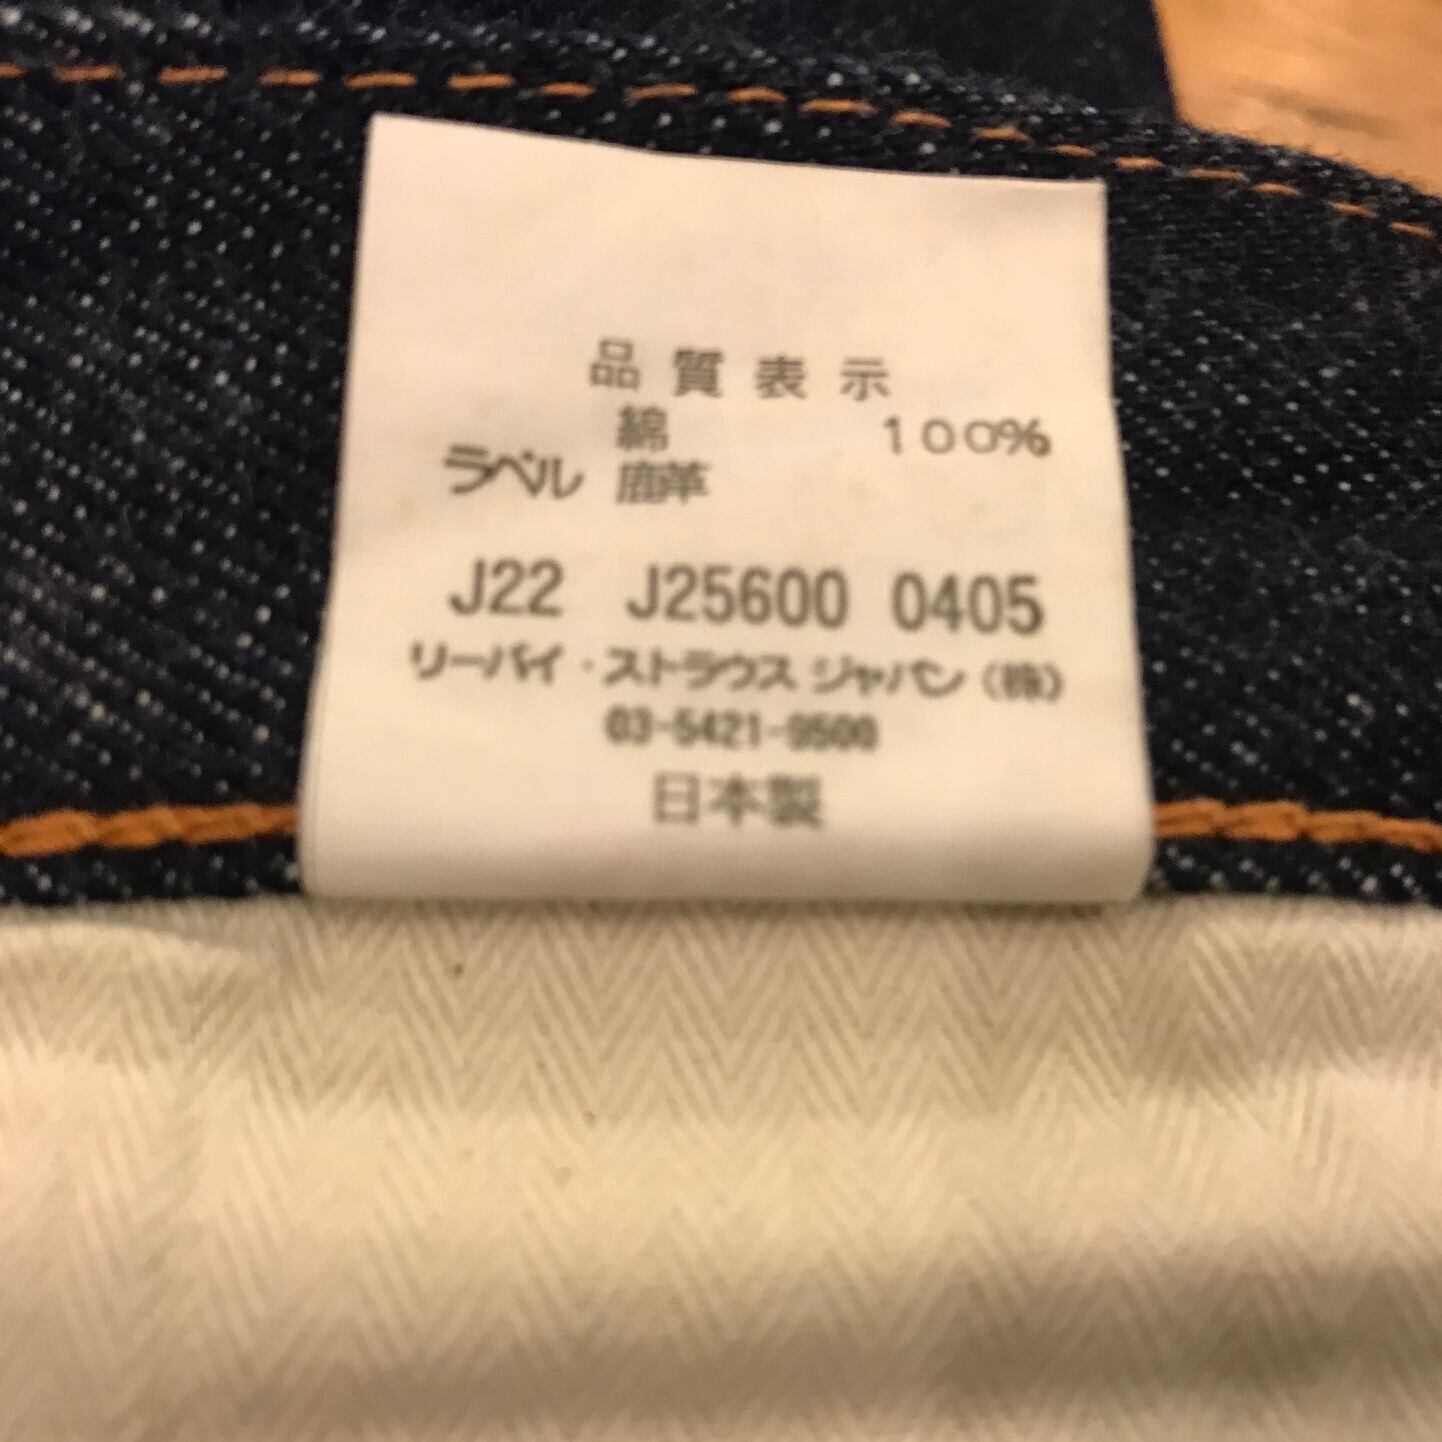 品質表示
綿 100%
ラベル 鹿革
J22 J25600 0405
リーバイ・ストラウス ジャパン(株)
03-5421-9500
日本製